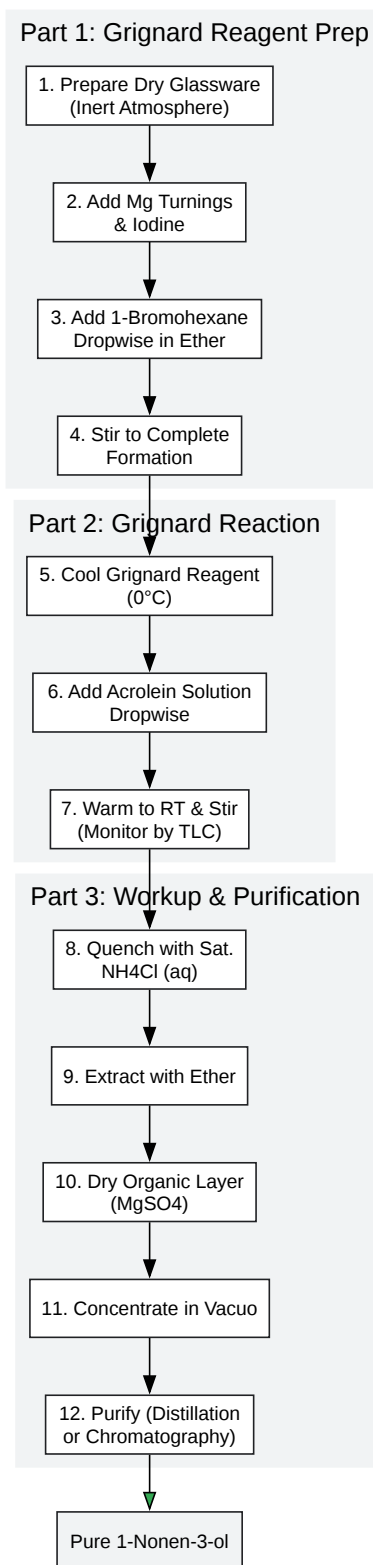 Part 1: Grignard Reagent Prep
1. Prepare Dry Glassware
(Inert Atmosphere)
2. Add Mg Turnings
& Iodine
3. Add 1-Bromohexane
Dropwise in Ether
4. Stir to Complete
Formation
Part 2: Grignard Reaction
5. Cool Grignard Reagent
(0°C)
6. Add Acrolein Solution
Dropwise
7. Warm to RT & Stir
(Monitor by TLC)
Part 3: Workup & Purification
8. Quench with Sat.
NH4Cl (aq)
9. Extract with Ether
10. Dry Organic Layer
(MgSO4)
11. Concentrate in Vacuo
12. Purify (Distillation
or Chromatography)
Pure 1-Nonen-3-ol